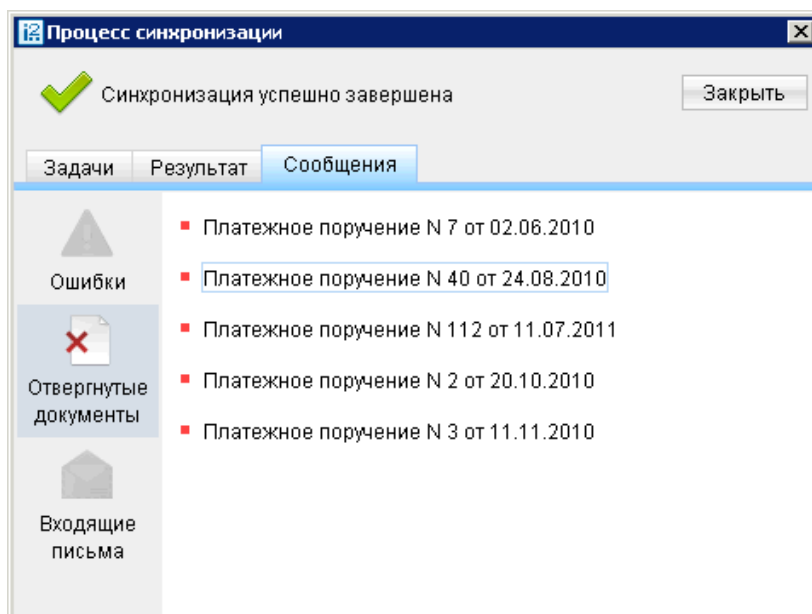 Процесс синхронизации
Синхронизация успешно завершена
Закрыть
Задачи Результат Сообщения
Ошибки
Отвергнутые
документы
Входящие
письма
Платежное поручение N 7 от 02.06.2010
Платежное поручение N 40 от 24.08.2010
Платежное поручение N 112 от 11.07.2011
Платежное поручение N 2 от 20.10.2010
Платежное поручение N 3 от 11.11.2010